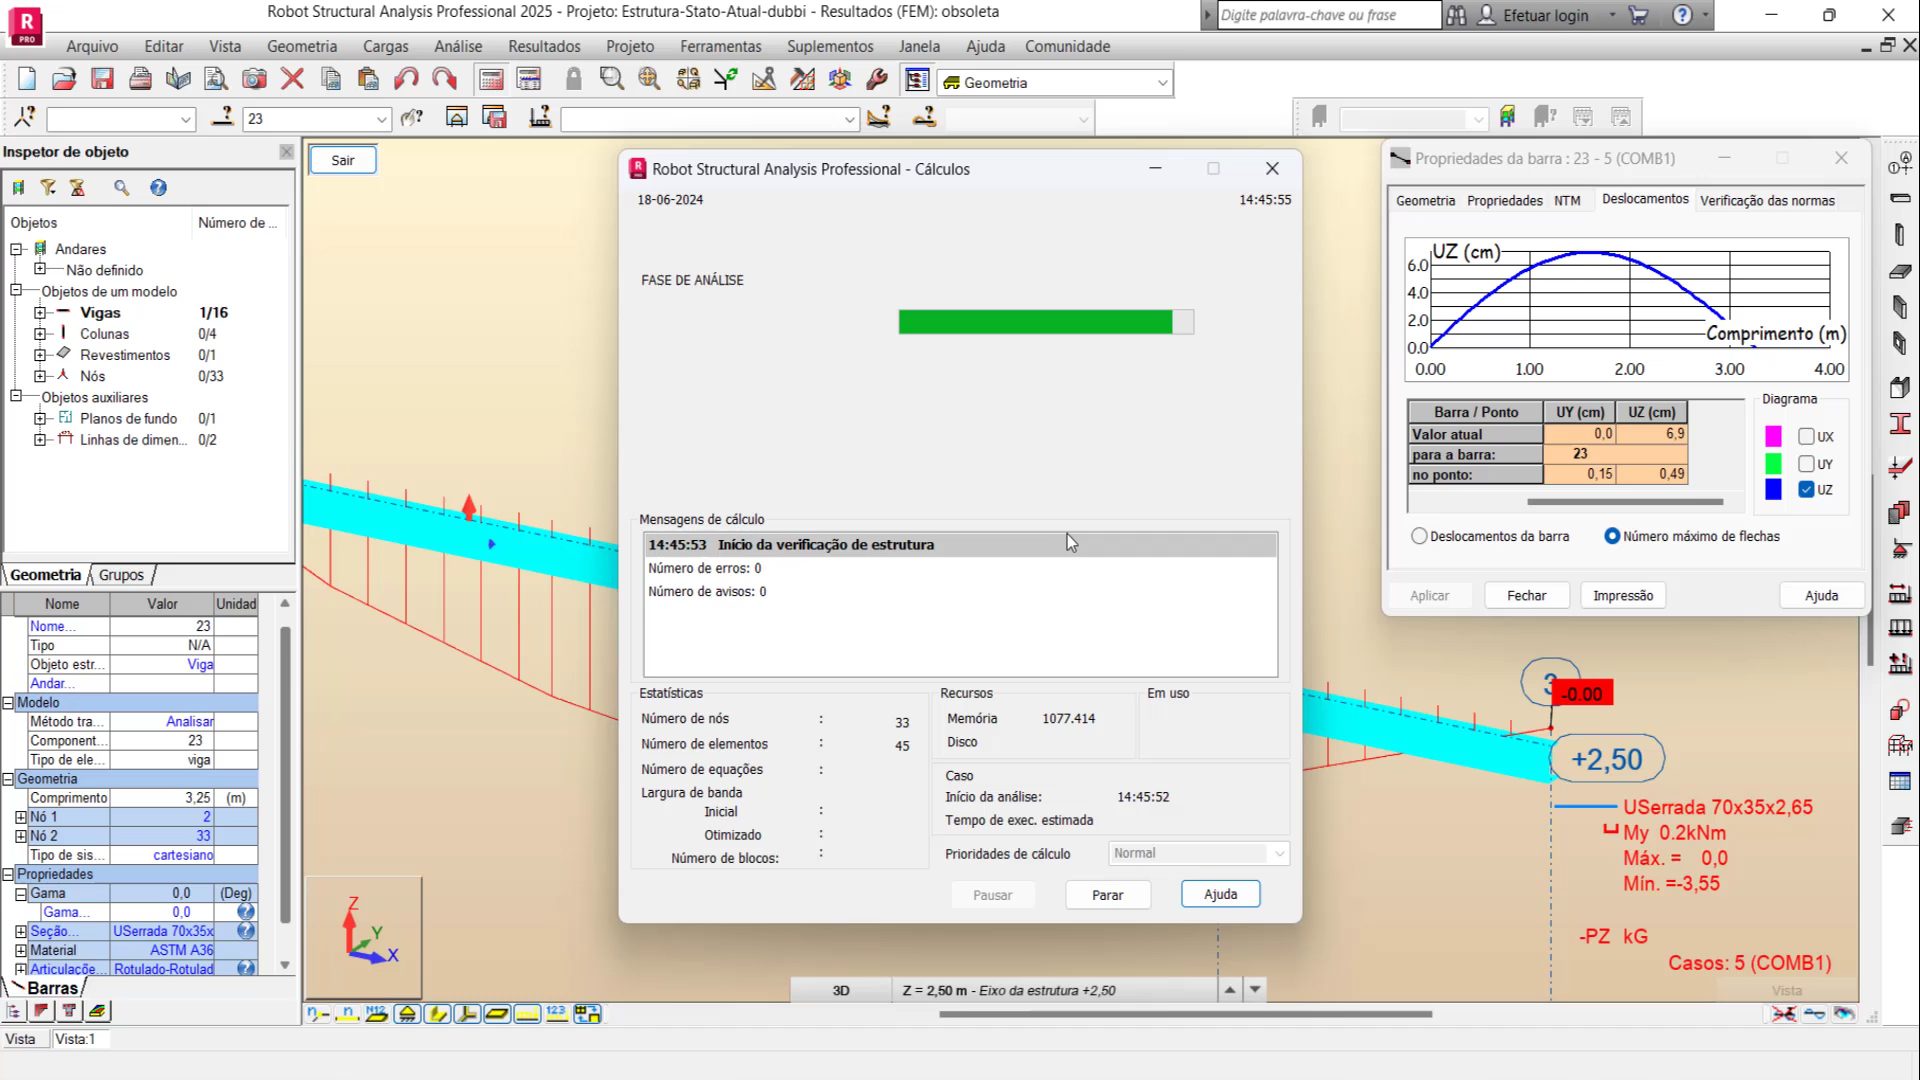 Robot Structural Analysis Professional 2025 - Projeto: Estrutura-Stato-Atual-dubbi - Resultados (FEM): obsoleta
Digite palavra-chave ou frase
Efetuar login
R
PRO
Arquivo Editar Vista Geometria Cargas Análise Resultados Projeto Ferramentas Suplementos Janela Ajuda Comunidade
Geometria
23
Inspetor de objeto
Objetos Número de ...
Andares
Não definido
Objetos de um modelo
Vigas 1/16
Colunas 0/4
Revestimentos 0/1
Nós 0/33
Objetos auxiliares
Planos de fundo 0/1
Linhas de dimen... 0/2
Geometria Grupos
Nome Valor Unidad
Nome... 23
Tipo N/A
Objeto estr... Viga
Andar...
Modelo
Método tra... Analisar
Component... 23
Tipo de ele... viga
Geometria
Comprimento 3,25 (m)
Nó 1 2
Nó 2 33
Tipo de sis... cartesiano
Propriedades
Gama 0,0 (Deg)
Gama... 0,0
Seção... USerrada 70x35x
Material ASTM A36
Articulaçõe... Rotulado-Rotulad
Barras
Vista Vista:1
Sair
Robot Structural Analysis Professional - Cálculos
18-06-2024 14:45:55
FASE DE ANÁLISE
Mensagens de cálculo
14:45:53 Início da verificação de estrutura
Número de erros: 0
Número de avisos: 0
Estatísticas
Número de nós : 33
Número de elementos : 45
Número de equações :
Largura de banda
Inicial :
Otimizado :
Número de blocos: :
Recursos Em uso
Memória 1077.414
Disco
Caso
Início da análise: 14:45:52
Tempo de exec. estimada
Prioridades de cálculo Normal
Pausar Parar Ajuda
Propriedades da barra : 23 - 5 (COMB1)
Geometria Propriedades NTM Deslocamentos Verificação das normas
UZ (cm)
6.0
4.0
2.0
0.0
Comprimento (m)
0.00 1.00 2.00 3.00 4.00
Barra / Ponto UY (cm) UZ (cm)
Valor atual 0,0 6,9
para a barra: 23
no ponto: 0,15 0,49
Diagrama
UX
UY
UZ
Deslocamentos da barra Número máximo de flechas
Aplicar Fechar Impressão Ajuda
3
-0.00
+2,50
USerrada 70x35x2,65
My 0.2kNm
Máx. = 0,0
Mín. =-3,55
-PZ kG
Casos: 5 (COMB1)
Vista
Z
Y
X
3D Z = 2,50 m - Eixo da estrutura +2,50